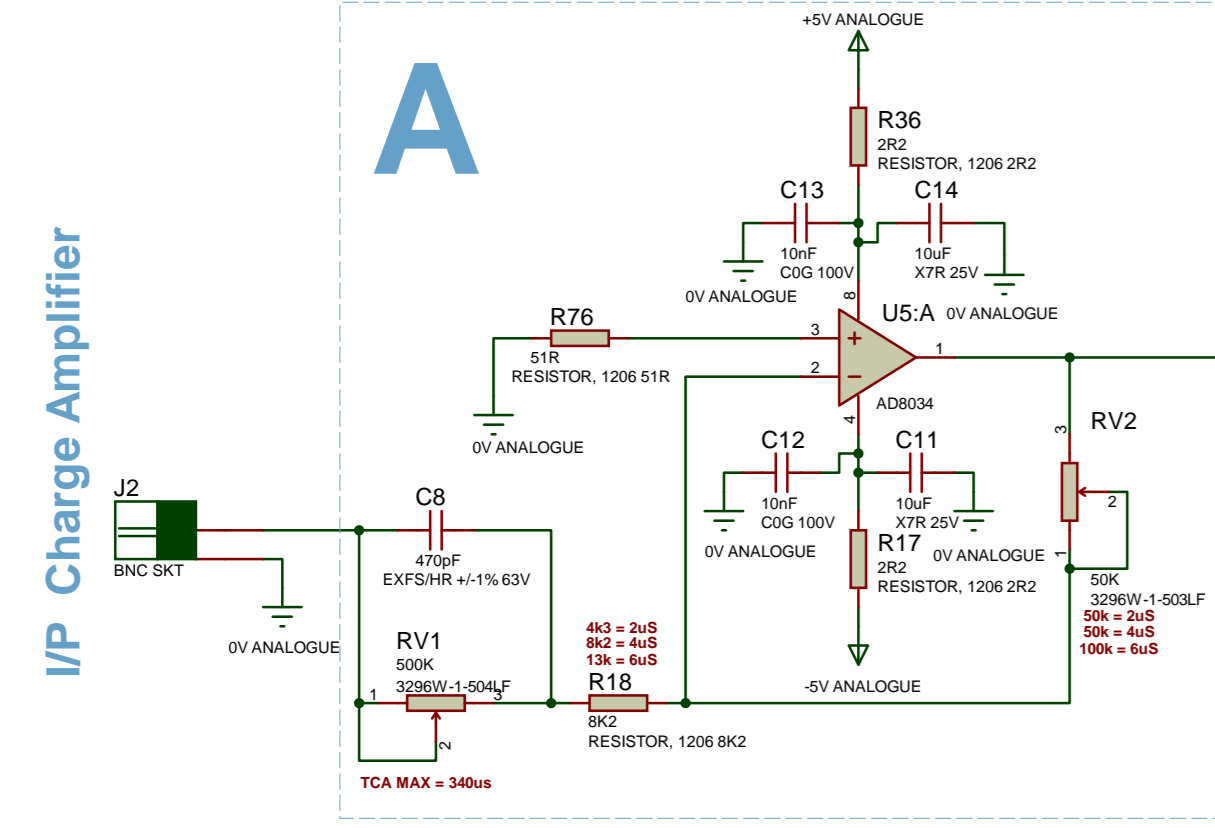 +5V ANALOGUE
A
R36
2R2
RESISTOR, 1206 2R2
C13
10nF
C0G 100V
C14
10uF
X7R 25V
0V ANALOGUE
0V ANALOGUE
8
U5:A
R76
51R
RESISTOR, 1206 51R
3
2
1
4
AD8034
0V ANALOGUE
I/P Charge Amplifier
C12
10nF
C0G 100V
C11
10uF
X7R 25V
0V ANALOGUE
0V ANALOGUE
R17
2R2
RESISTOR, 1206 2R2
-5V ANALOGUE
RV2
3
2
1
50K
3296W-1-503LF
50k = 2uS
50k = 4uS
100k = 6uS
J2
BNC SKT
0V ANALOGUE
C8
470pF
EXFS/HR +/-1% 63V
RV1
500K
3296W-1-504LF
1
3
2
TCA MAX = 340us
4k3 = 2uS
8k2 = 4uS
13k = 6uS
R18
8K2
RESISTOR, 1206 8K2